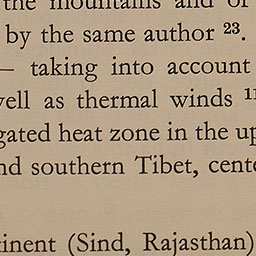 the mountains and of
by the same author ²³.
— taking into account
well as thermal winds ¹¹
gated heat zone in the up
nd southern Tibet, cent
tinent (Sind, Rajasthan)